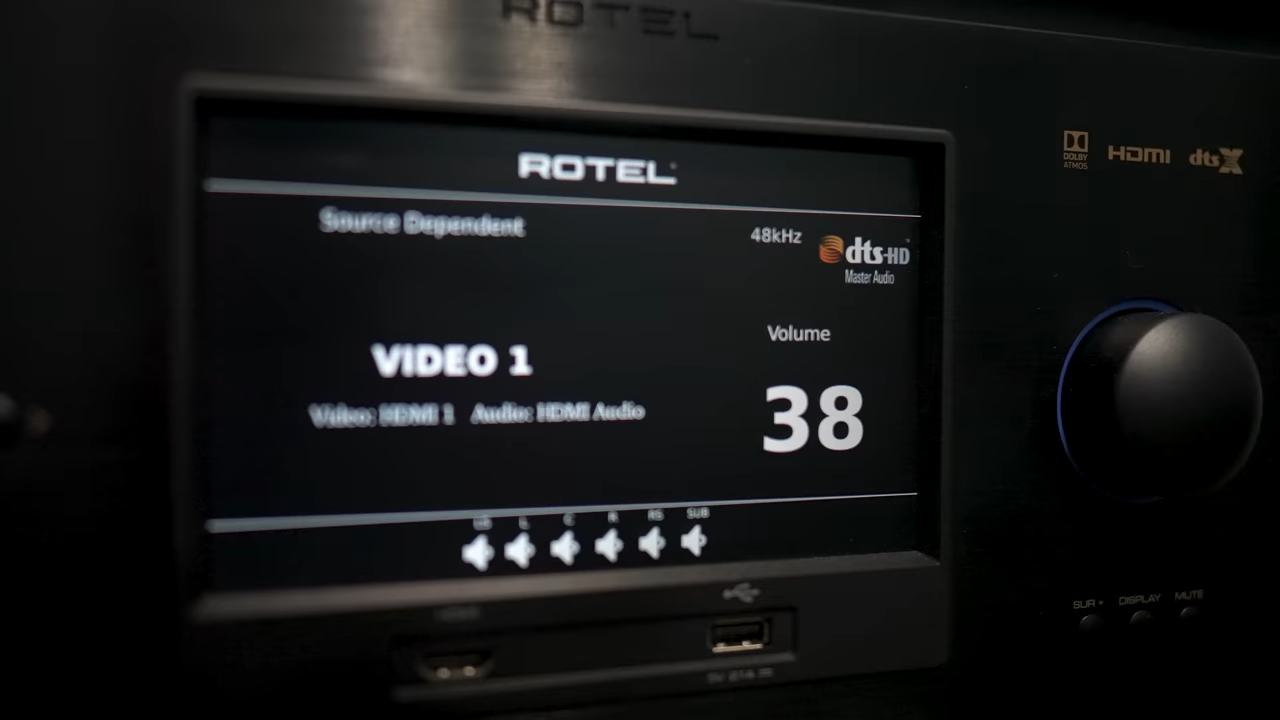 ROTEL
DOLBY
ATMOS
HDMI
dts X
ROTEL
Source Dependent
48kHz
dts-HD
Master Audio
Volume
VIDEO 1
38
Video: HDMI 1 Audio: HDMI Audio
LS L C R RS SUB
SUR+ DISPLAY MUTE